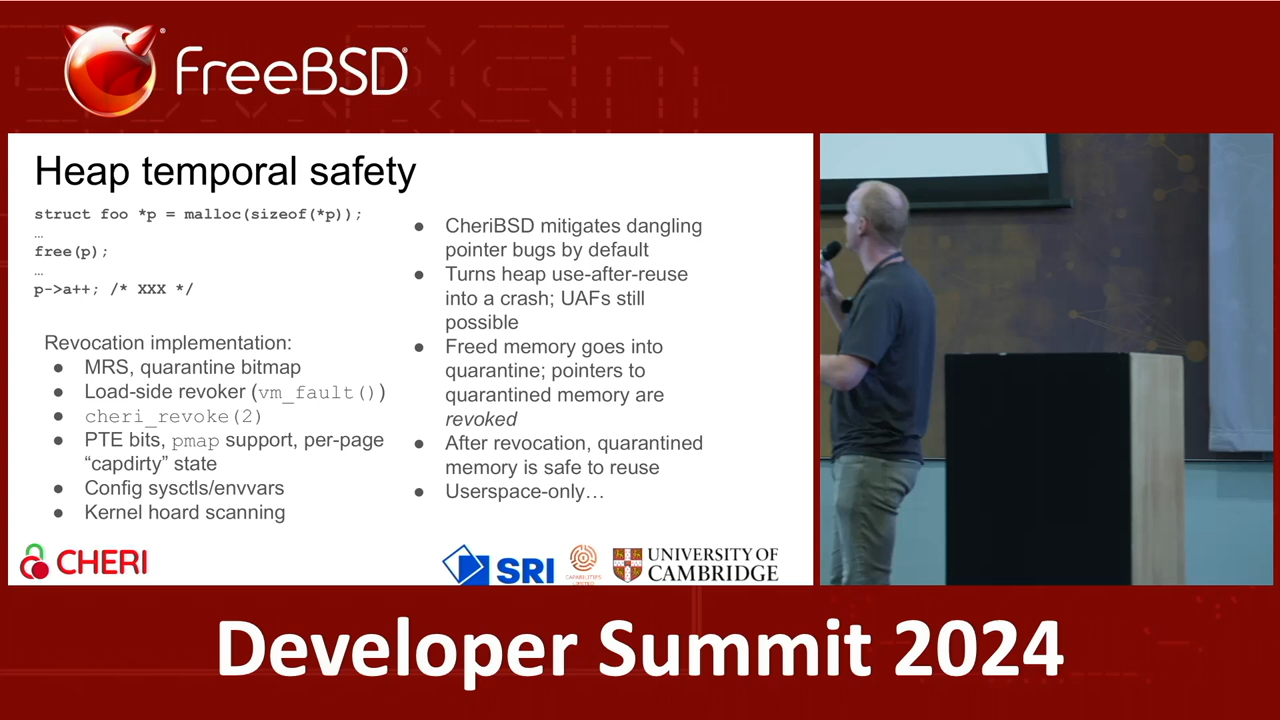 FreeBSD®
Heap temporal safety
struct foo *p = malloc(sizeof(*p));
…
free(p);
…
p->a++; /* XXX */
Revocation implementation:
● MRS, quarantine bitmap
● Load-side revoker (vm_fault())
● cheri_revoke(2)
● PTE bits, pmap support, per-page
“capdirty” state
● Config sysctls/envvars
● Kernel hoard scanning
● CheriBSD mitigates dangling
pointer bugs by default
● Turns heap use-after-reuse
into a crash; UAFs still
possible
● Freed memory goes into
quarantine; pointers to
quarantined memory are
revoked
● After revocation, quarantined
memory is safe to reuse
● Userspace-only…
CHERI
SRI
CAPABILITIES
LIMITED
UNIVERSITY OF
CAMBRIDGE
Developer Summit 2024